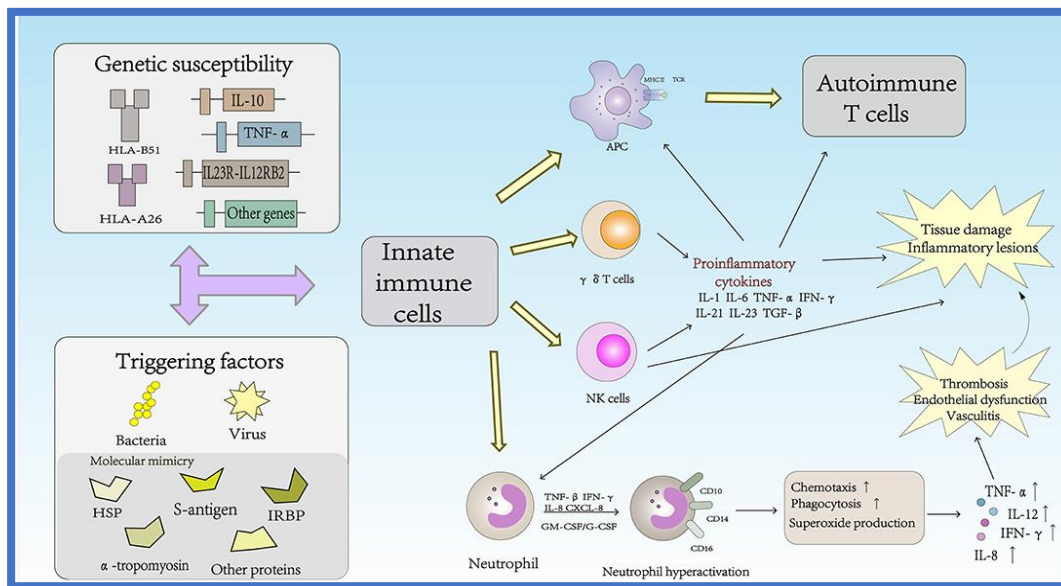 Genetic susceptibility
HLA-B51
HLA-A26
IL-10
TNF- α
IL23R-IL12RB2
Other genes
Triggering factors
Bacteria
Virus
Molecular mimicry
HSP
S-antigen
IRBP
α -tropomyosin
Other proteins
Innate
immune
cells
MHC II TCR
APC
γ δ T cells
NK cells
Autoimmune
T cells
Proinflammatory
cytokines
IL-1 IL-6 TNF- α IFN- γ
IL-21 IL-23 TGF- β
Tissue damage
Inflammatory lesions
Thrombosis
Endothelial dysfunction
Vasculitis
Neutrophil
TNF- β IFN- γ
IL-8 CXCL-8
GM-CSF/G-CSF
CD10
CD14
CD16
Neutrophil hyperactivation
Chemotaxis ↑
Phagocytosis ↑
Superoxide production
TNF- α ↑
IL-12 ↑
IFN- γ ↑
IL-8 ↑